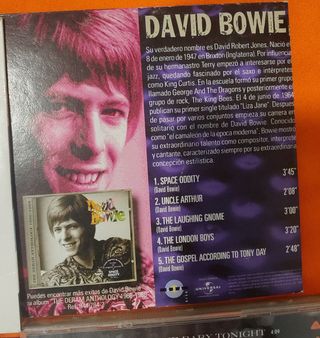 DAVID BOWIE
Su verdadero nombre es David Robert Jones. Nació el
8 de enero de 1947 en Brixton (Inglaterra). Por influencia
de su hermanastro Terry empezó a interesarse por el
jazz, quedando fascinado por el saxo e intérpretes
como King Curtis. En la escuela formó su primer grupo
llamado George And The Dragons y posteriormente el
grupo de rock, The King Bess. El 4 de junio de 1964
publicó su primer single titulado "Liza Jane". Después
de pasar por varios conjuntos empieza su carrera en
solitario con el nombre de David Bowie. Conocido
como "el camaleón de la época moderna", Bowie mostró
su extraordinario talento como compositor, intérprete
y cantante, caracterizado siempre por su extraordinaria
concepción estilística.
1. SPACE ODDITY 3'45"
(David Bowie)
2. UNCLE ARTHUR 2'08"
(David Bowie)
3. THE LAUGHING GNOME 3'00"
(David Bowie)
4. THE LONDON BOYS 3'20"
(David Bowie)
5. THE GOSPEL ACCORDING TO TONY DAY 2'48"
(David Bowie)
David
Bowie
Puedes encontrar más éxitos de David Bowie
su álbum "THE DERAM ANTHOLOGY 1966-1968"
UNIVERSAL
BABY TONIGHT 4:09